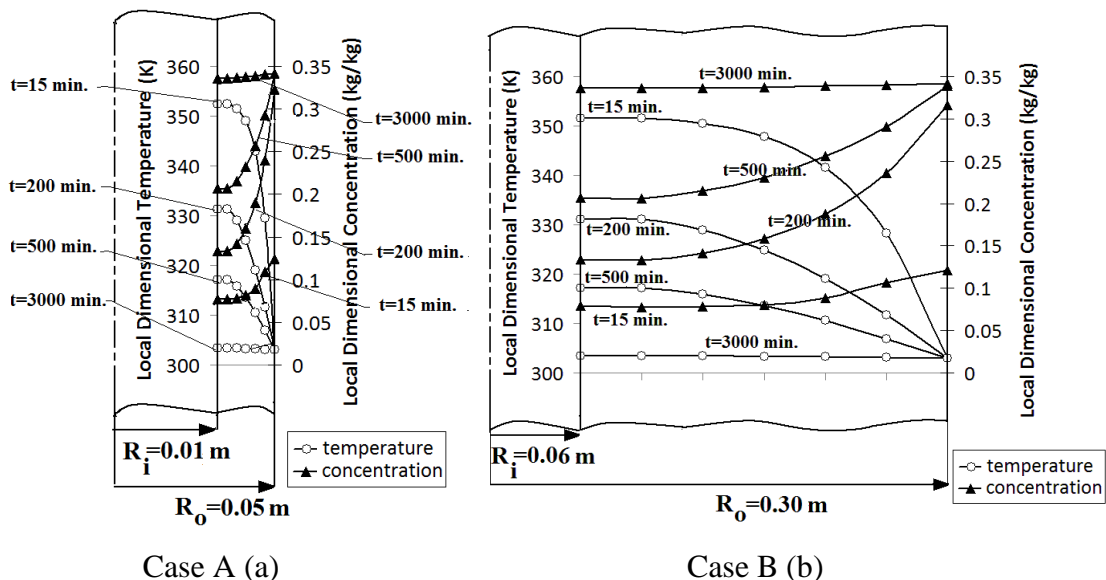 t=15 min.
t=200 min.
t=500 min.
t=3000 min.
Local Dimensional Temperature (K)
360
350
340
330
320
310
300
0.35
0.3
0.25
0.2
0.15
0.1
0.05
0
Local Dimensional Concentration (kg/kg)
t=3000 min.
t=500 min.
t=200 min.
t=15 min.
Ri=0.01 m
Ro=0.05 m
temperature
concentration
Case A (a)
Local Dimensional Temperature (K)
360
350
340
330
320
310
300
t=3000 min.
t=15 min.
t=500 min.
t=200 min.
t=200 min.
t=500 min.
t=15 min.
t=3000 min.
0.35
0.3
0.25
0.2
0.15
0.1
0.05
0
Local Dimensional Concentration (kg/kg)
Ri=0.06 m
Ro=0.30 m
temperature
concentration
Case B (b)